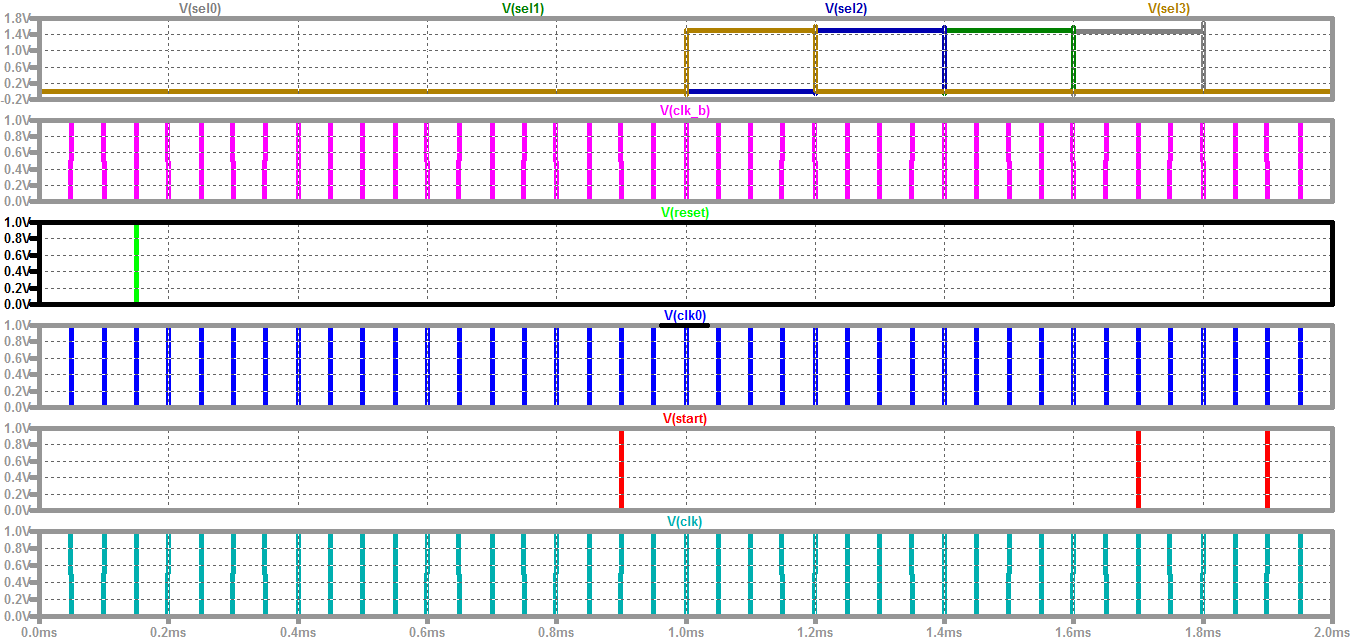 V(sel0) V(sel1) V(sel2) V(sel3)
1.8V
1.4V
1.0V
0.6V
0.2V
-0.2V
V(clk_b)
1.0V
0.8V
0.6V
0.4V
0.2V
0.0V
V(reset)
1.0V
0.8V
0.6V
0.4V
0.2V
0.0V
V(clk0)
1.0V
0.8V
0.6V
0.4V
0.2V
0.0V
V(start)
1.0V
0.8V
0.6V
0.4V
0.2V
0.0V
V(clk)
1.0V
0.8V
0.6V
0.4V
0.2V
0.0V
0.0ms 0.2ms 0.4ms 0.6ms 0.8ms 1.0ms 1.2ms 1.4ms 1.6ms 1.8ms 2.0ms